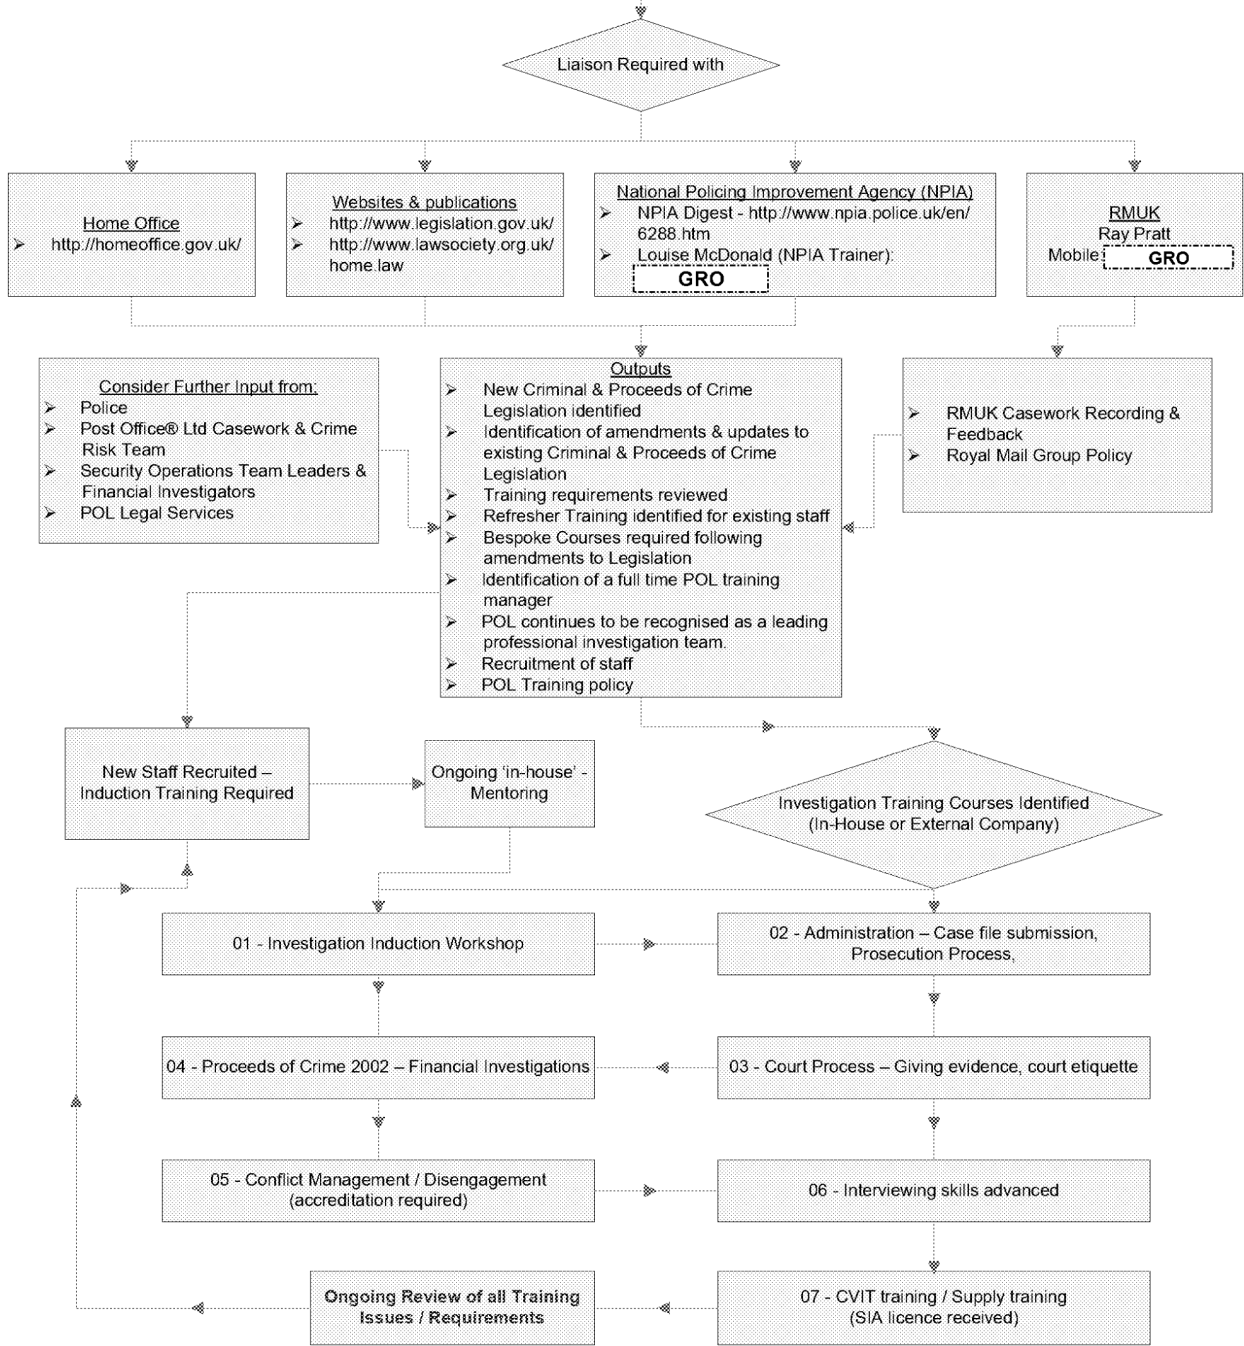 Liaison Required with
Home Office
http://homeoffice.gov.uk/
Websites & publications
http://www.legislation.gov.uk/
http://www.lawsociety.org.uk/
home.law
National Policing Improvement Agency (NPIA)
NPIA Digest - http://www.npia.police.uk/en/
6288.htm
Louise McDonald (NPIA Trainer):
GRO
RMUK
Ray Pratt
Mobile GRO
Consider Further Input from:
Police
Post Office® Ltd Casework & Crime
Risk Team
Security Operations Team Leaders &
Financial Investigators
POL Legal Services
Outputs
New Criminal & Proceeds of Crime
Legislation identified
Identification of amendments & updates to
existing Criminal & Proceeds of Crime
Legislation
Training requirements reviewed
Refresher Training identified for existing staff
Bespoke Courses required following
amendments to Legislation
Identification of a full time POL training
manager
POL continues to be recognised as a leading
professional investigation team.
Recruitment of staff
POL Training policy
RMUK Casework Recording &
Feedback
Royal Mail Group Policy
New Staff Recruited –
Induction Training Required
Ongoing ‘in-house’ -
Mentoring
Investigation Training Courses Identified
(In-House or External Company)
01 - Investigation Induction Workshop
02 - Administration – Case file submission,
Prosecution Process,
04 - Proceeds of Crime 2002 – Financial Investigations
03 - Court Process – Giving evidence, court etiquette
05 - Conflict Management / Disengagement
(accreditation required)
06 - Interviewing skills advanced
Ongoing Review of all Training
Issues / Requirements
07 - CVIT training / Supply training
(SIA licence received)